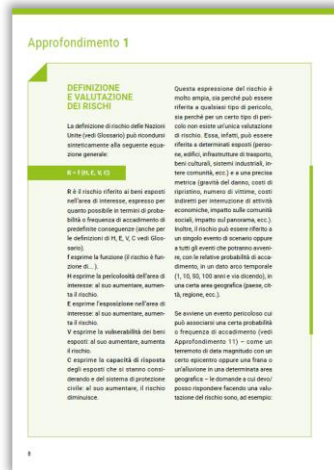 Approfondimento 1
DEFINIZIONE
E VALUTAZIONE
DEI RISCHI
La definizione di rischio delle Nazioni
Unite (vedi Glossario) può ricondursi
sinteticamente alla seguente equa-
zione generale:
R = f (H, E, V, C)
R è il rischio riferito ai beni esposti
nell'area di interesse, espresso per
quanto possibile in termini di proba-
bilità o frequenza di accadimento di
predefinite conseguenze (anche per
le definizioni di H, E, V, C vedi Glos-
sario).
f esprime la funzione (il rischio è fun-
zione di... ).
H esprime la pericolosità dell'area di
interesse: al suo aumentare, aumen-
ta il rischio.
E esprime l'esposizione nell'area di
interesse: al suo aumentare, aumen-
ta il rischio.
V esprime la vulnerabilità dei beni
esposti: al suo aumentare, aumenta
il rischio.
C esprime la capacità di risposta
degli esposti che si stanno consi-
derando e del sistema di protezione
civile: al suo aumentare, il rischio
diminuisce.
Questa espressione del rischio è
molto ampia, sia perché può essere
riferita a qualsiasi tipo di pericolo,
sia perché per un certo tipo di peri-
colo non esiste un'unica valutazione
di rischio. Essa, infatti, può essere
riferita a determinati esposti (perso-
ne, edifici, infrastrutture di trasporto,
beni culturali, sistemi industriali, in-
tere comunità, ecc.) e a una precisa
metrica (gravità del danno, costi di
ripristino, numero di vittime, costi
indiretti per interruzione di attività
economiche, impatto sulle comunità
sociali, impatto sul panorama, ecc.).
Inoltre, il rischio può essere riferito a
un singolo evento di scenario oppure
a tutti gli eventi che potranno avveni-
re, con le relative probabilità di acca-
dimento, in un dato arco temporale
(1, 10, 50, 100 anni e via dicendo), in
una certa area geografica (paese, cit-
tà, regione, ecc.).
Se avviene un evento pericoloso cui
può associarsi una certa probabilità
o frequenza di accadimento (vedi
Approfondimento 11) – come un
terremoto di data magnitudo con un
certo epicentro oppure una frana o
un'alluvione in una determinata area
geografica – le domande a cui devo/
posso rispondere facendo una valu-
tazione del rischio sono, ad esempio:
8